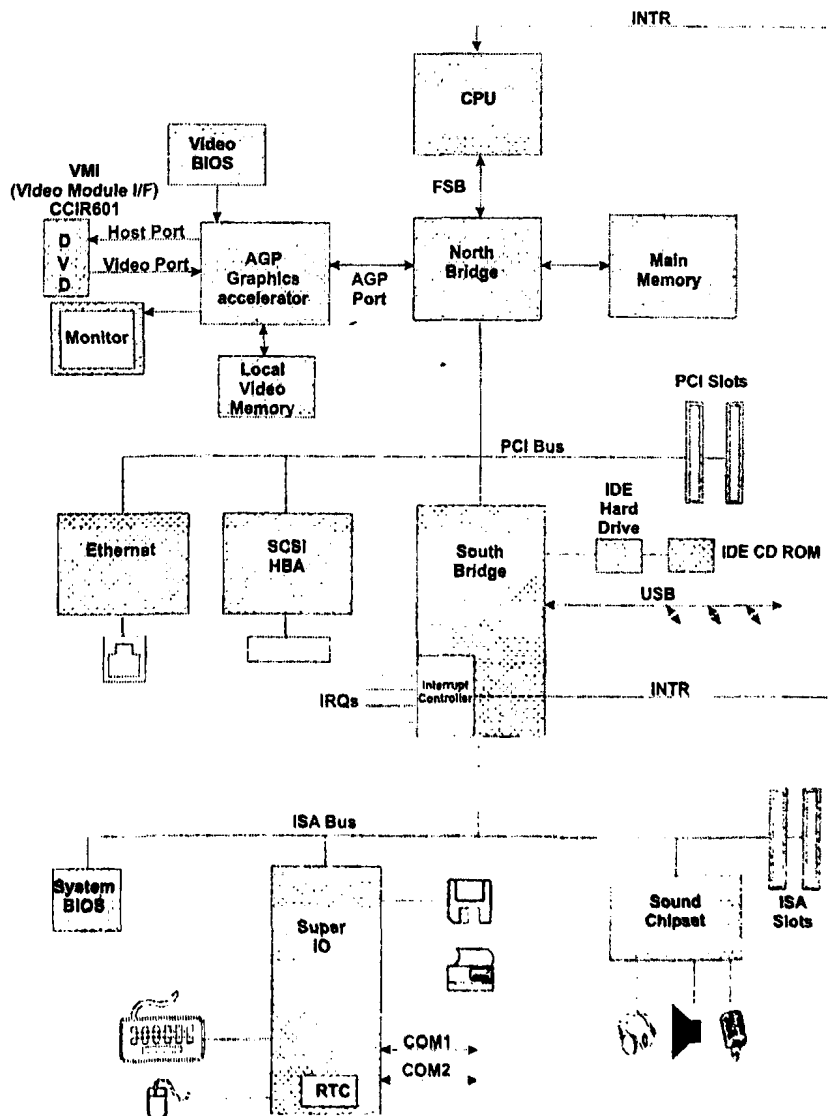 INTR
CPU
Video
BIOS
VMI
(Video Module I/F)
CCIR601
FSB
D
V
D
Host Port
Video Port
AGP
Graphics
accelerator
AGP
Port
North
Bridge
Main
Memory
Monitor
Local
Video
Memory
PCI Slots
PCI Bus
Ethernet
SCSI
HBA
South
Bridge
IDE
Hard
Drive
IDE CD ROM
USB
IRQs
Interrupt
Controller
INTR
ISA Bus
System
BIOS
Super
IO
Sound
Chipset
ISA
Slots
COM1
COM2
RTC